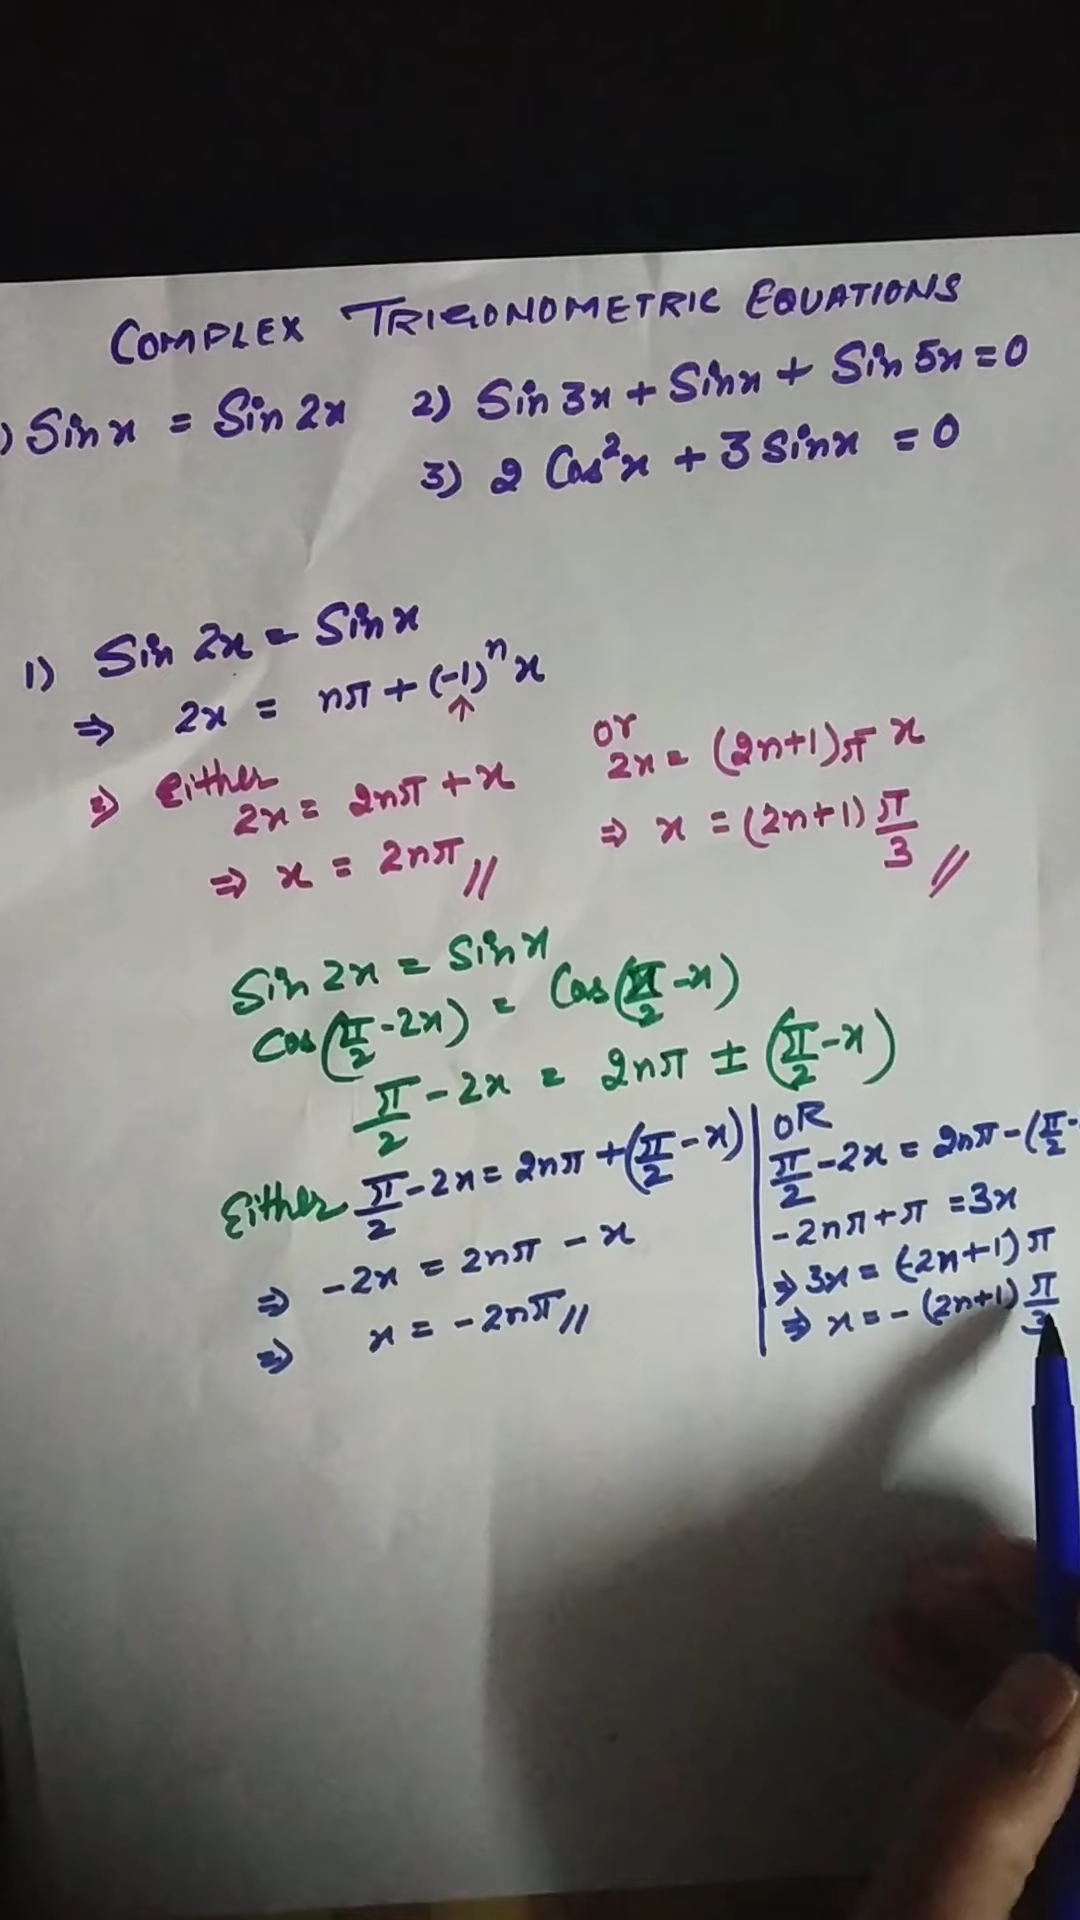 COMPLEX TRIGONOMETRIC EQUATIONS
) Sin x = Sin 2x 2) Sin 3x + Sin x + Sin 5x = 0
3) 2 Cos²x + 3 Sin x = 0
1) Sin 2x = Sin x
⇒ 2x = nπ + (-1)ⁿ x
↑
⇒ Either or
2x = 2nπ + x 2x = (2n+1)π x
⇒ x = 2nπ // ⇒ x = (2n+1) π/3 //
Sin 2x = Sin x
Cos (π/2 - 2x) = Cos (π/2 - x)
π/2 - 2x = 2nπ ± (π/2 - x)
Either π/2 - 2x = 2nπ + (π/2 - x)
⇒ -2x = 2nπ - x
⇒ x = -2nπ //
OR
π/2 - 2x = 2nπ - (π/2 -
-2nπ + π = 3x
⇒ 3x = (-2n+1) π
⇒ x = - (2n+1) π/3